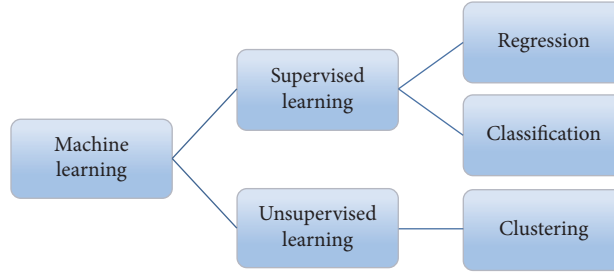 Machine
learning
Supervised
learning
Unsupervised
learning
Regression
Classification
Clustering